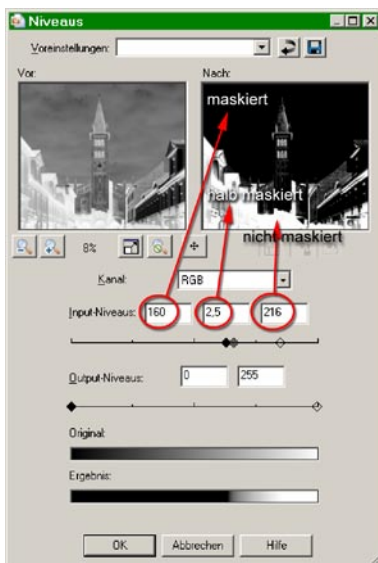 Niveaus
Voreinstellungen:
Vor:
Nach:
maskiert
halb maskiert
nicht maskiert
8%
Kanal:
RGB
Input-Niveaus:
160
2,5
216
Output-Niveaus:
0
255
Original:
Ergebnis:
OK
Abbrechen
Hilfe